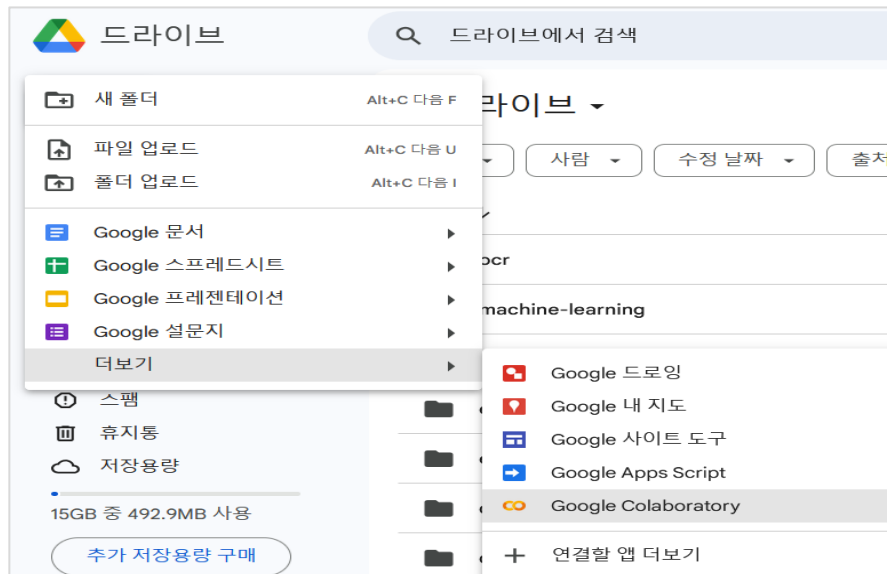 드라이브
드라이브에서 검색
새 폴더 Alt+C 다음 F
라이브
파일 업로드 Alt+C 다음 U
사람 수정 날짜 출처
폴더 업로드 Alt+C 다음 I
Google 문서
Google 스프레드시트
ocr
Google 프레젠테이션
machine-learning
Google 설문지
더보기
Google 드로잉
스팸
Google 내 지도
휴지통
Google 사이트 도구
저장용량
Google Apps Script
15GB 중 492.9MB 사용
Google Colaboratory
추가 저장용량 구매
연결할 앱 더보기